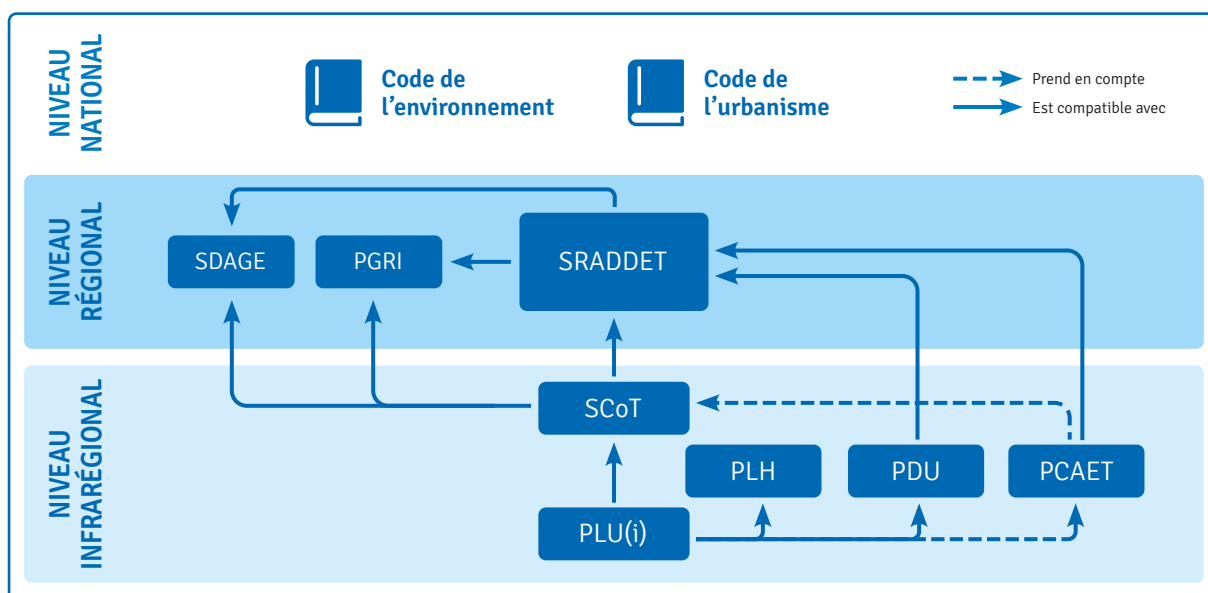 NIVEAU
NATIONAL
Code de
l'environnement
Code de
l'urbanisme
Prend en compte
Est compatible avec
NIVEAU
RÉGIONAL
SDAGE
PGRI
SRADDET
NIVEAU
INFRARÉGIONAL
SCoT
PLH
PDU
PCAET
PLU(i)